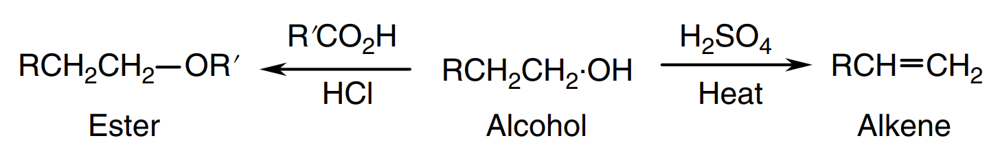 R′CO₂H H₂SO₄
RCH₂CH₂—OR′ RCH₂CH₂·OH RCH=CH₂
HCl Heat
Ester Alcohol Alkene